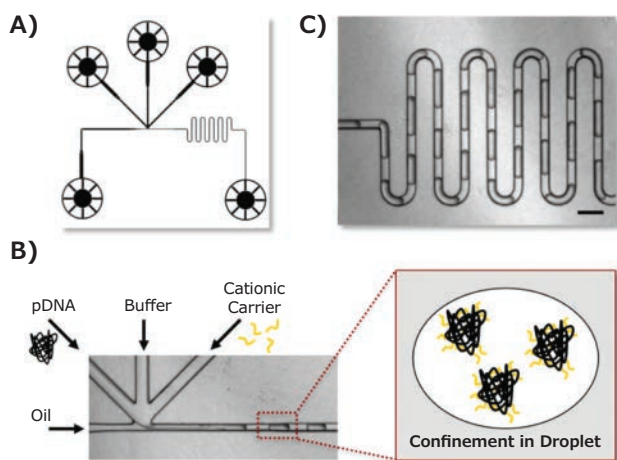 A)
C)
B)
pDNA
Buffer
Cationic
Carrier
Oil
Confinement in Droplet